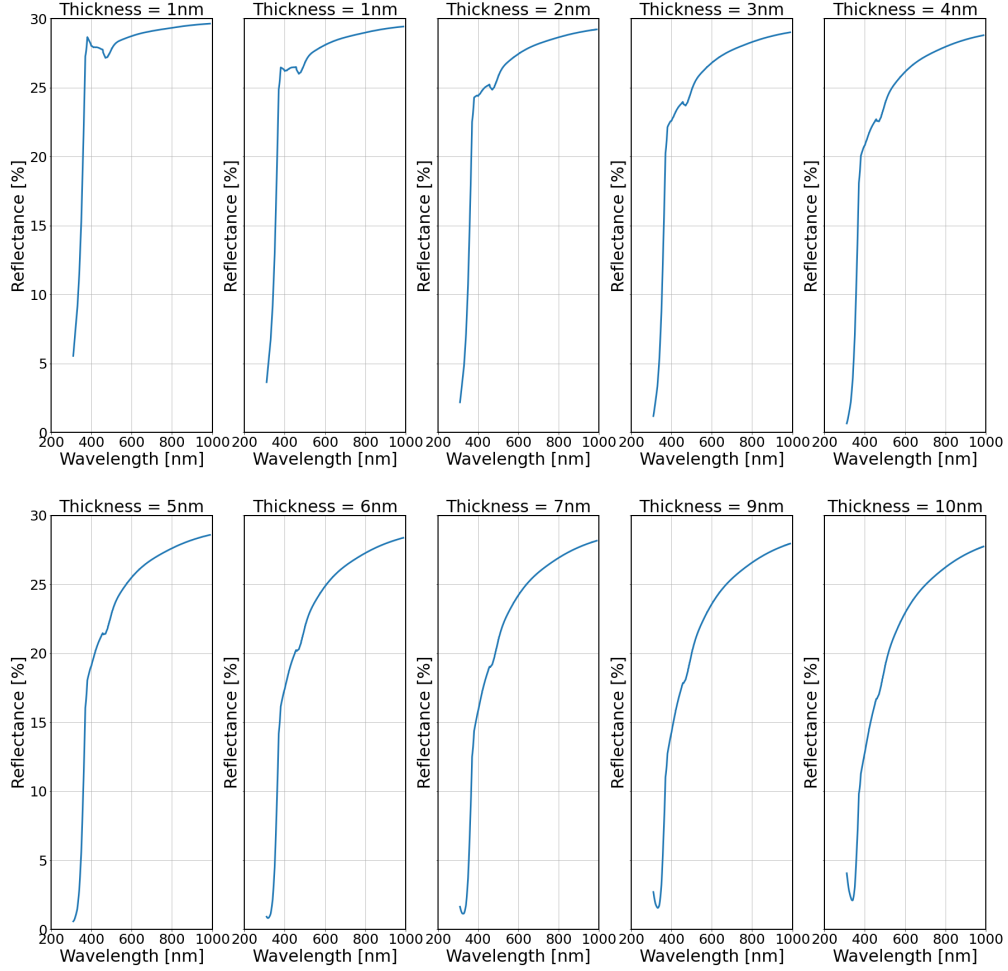 Thickness = 1nm Thickness = 1nm Thickness = 2nm Thickness = 3nm Thickness = 4nm
30
25
20
15
10
5
0
Reflectance [%] Reflectance [%] Reflectance [%] Reflectance [%] Reflectance [%]
200 400 600 800 1000 200 400 600 800 1000 200 400 600 800 1000 200 400 600 800 1000 200 400 600 800 1000
Wavelength [nm] Wavelength [nm] Wavelength [nm] Wavelength [nm] Wavelength [nm]
Thickness = 5nm Thickness = 6nm Thickness = 7nm Thickness = 9nm Thickness = 10nm
30
25
20
15
10
5
0
Reflectance [%] Reflectance [%] Reflectance [%] Reflectance [%] Reflectance [%]
200 400 600 800 1000 200 400 600 800 1000 200 400 600 800 1000 200 400 600 800 1000 200 400 600 800 1000
Wavelength [nm] Wavelength [nm] Wavelength [nm] Wavelength [nm] Wavelength [nm]